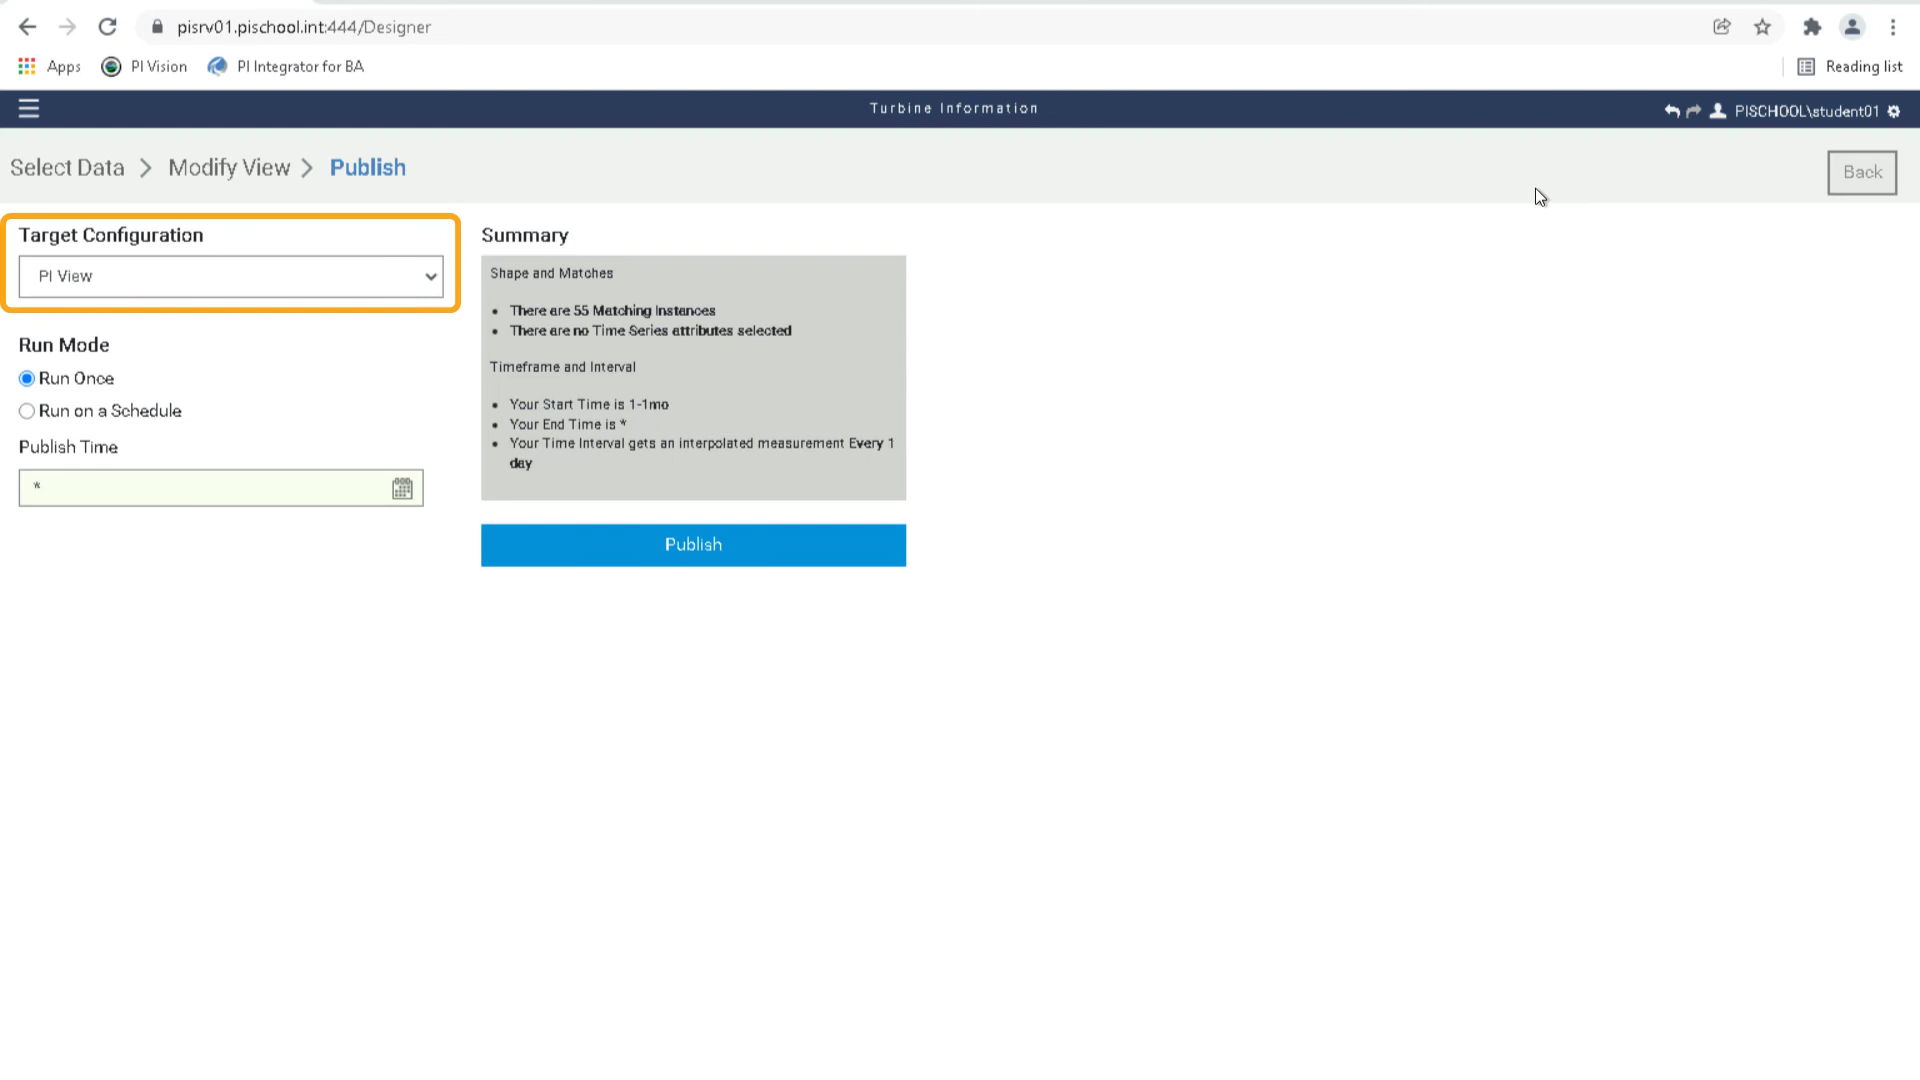 pisrv01.pischool.int:444/Designer
Apps PI Vision PI Integrator for BA Reading list
Turbine Information PISCHOOL\student01
Select Data > Modify View > Publish Back
Target Configuration
PI View
Run Mode
Run Once
Run on a Schedule
Publish Time
*
Summary
Shape and Matches
• There are 55 Matching Instances
• There are no Time Series attributes selected
Timeframe and Interval
• Your Start Time is 1-1mo
• Your End Time is *
• Your Time Interval gets an interpolated measurement Every 1
day
Publish